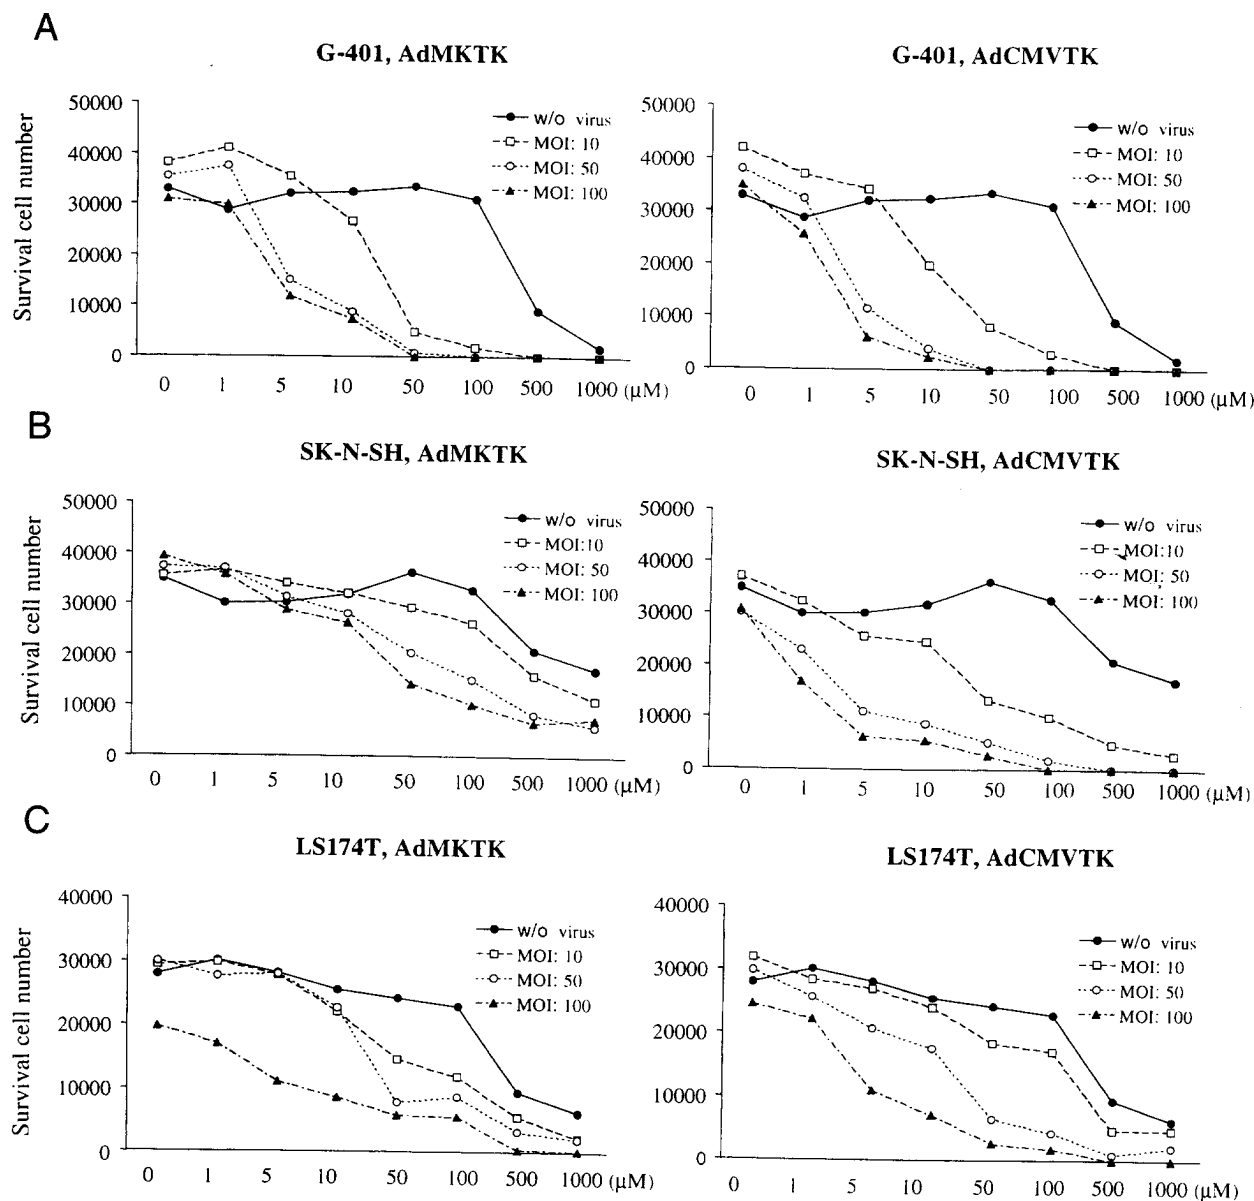 A
G-401, AdMKTK
Survival cell number
50000
40000
30000
20000
10000
0
w/o virus
MOI: 10
MOI: 50
MOI: 100
0 1 5 10 50 100 500 1000 (μM)
G-401, AdCMVTK
50000
40000
30000
20000
10000
0
w/o virus
MOI: 10
MOI: 50
MOI: 100
0 1 5 10 50 100 500 1000 (μM)
B
SK-N-SH, AdMKTK
Survival cell number
50000
40000
30000
20000
10000
0
w/o virus
MOI:10
MOI: 50
MOI: 100
0 1 5 10 50 100 500 1000 (μM)
SK-N-SH, AdCMVTK
50000
40000
30000
20000
10000
0
w/o virus
MOI:10
MOI: 50
MOI: 100
0 1 5 10 50 100 500 1000 (μM)
C
LS174T, AdMKTK
Survival cell number
40000
30000
20000
10000
0
w/o virus
MOI: 10
MOI: 50
MOI: 100
0 1 5 10 50 100 500 1000 (μM)
LS174T, AdCMVTK
40000
30000
20000
10000
0
w/o virus
MOI: 10
MOI: 50
MOI: 100
0 1 5 10 50 100 500 1000 (μM)